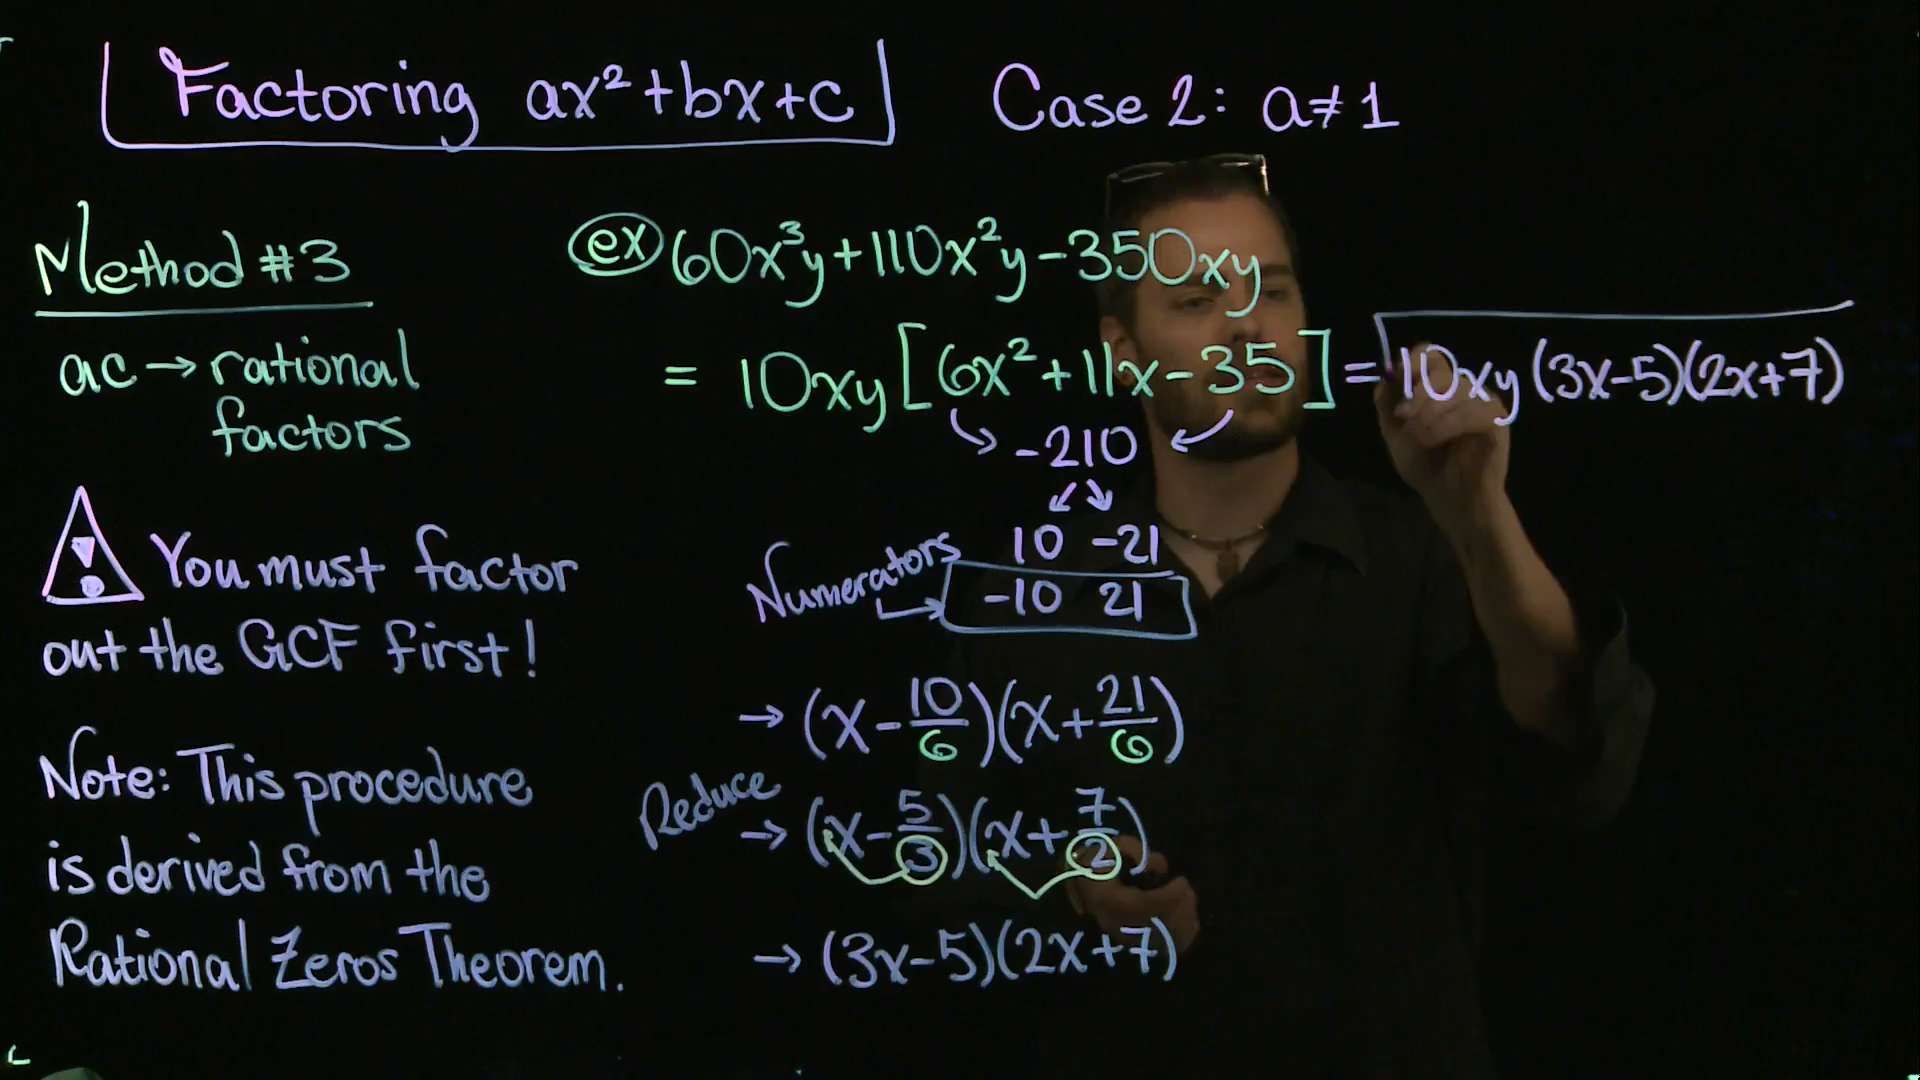 Factoring ax²+bx+c
Case 2: a≠1
Method #3
ac → rational
factors
You must factor
out the GCF first!
Note: This procedure
is derived from the
Rational Zeros Theorem.
ex 60x³y+110x²y-350xy
= 10xy[6x²+11x-35] = 10xy(3x-5)(2x+7)
-210
10 -21
Numerators → -10 21
→ (x-10/6)(x+21/6)
Reduce
→ (x-5/3)(x+7/2)
→ (3x-5)(2x+7)